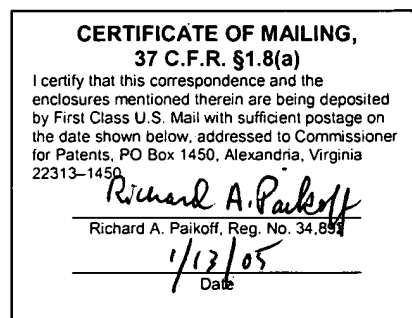 CERTIFICATE OF MAILING,
37 C.F.R. §1.8(a)
I certify that this correspondence and the
enclosures mentioned therein are being deposited
by First Class U.S. Mail with sufficient postage on
the date shown below, addressed to Commissioner
for Patents, PO Box 1450, Alexandria, Virginia
22313–1450
Richard A. Paikoff
Richard A. Paikoff, Reg. No. 34,892
1/13/05
Date